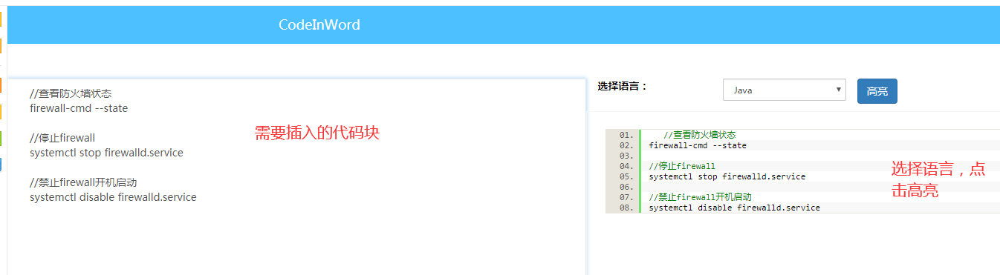 CodeInWord
//查看防火墙状态
firewall-cmd --state
//停止firewall
systemctl stop firewalld.service
//禁止firewall开机启动
systemctl disable firewalld.service
需要插入的代码块
选择语言：
Java
高亮
01. //查看防火墙状态
02. firewall-cmd --state
03.
04. //停止firewall
05. systemctl stop firewalld.service
06.
07. //禁止firewall开机启动
08. systemctl disable firewalld.service
选择语言，点
击高亮